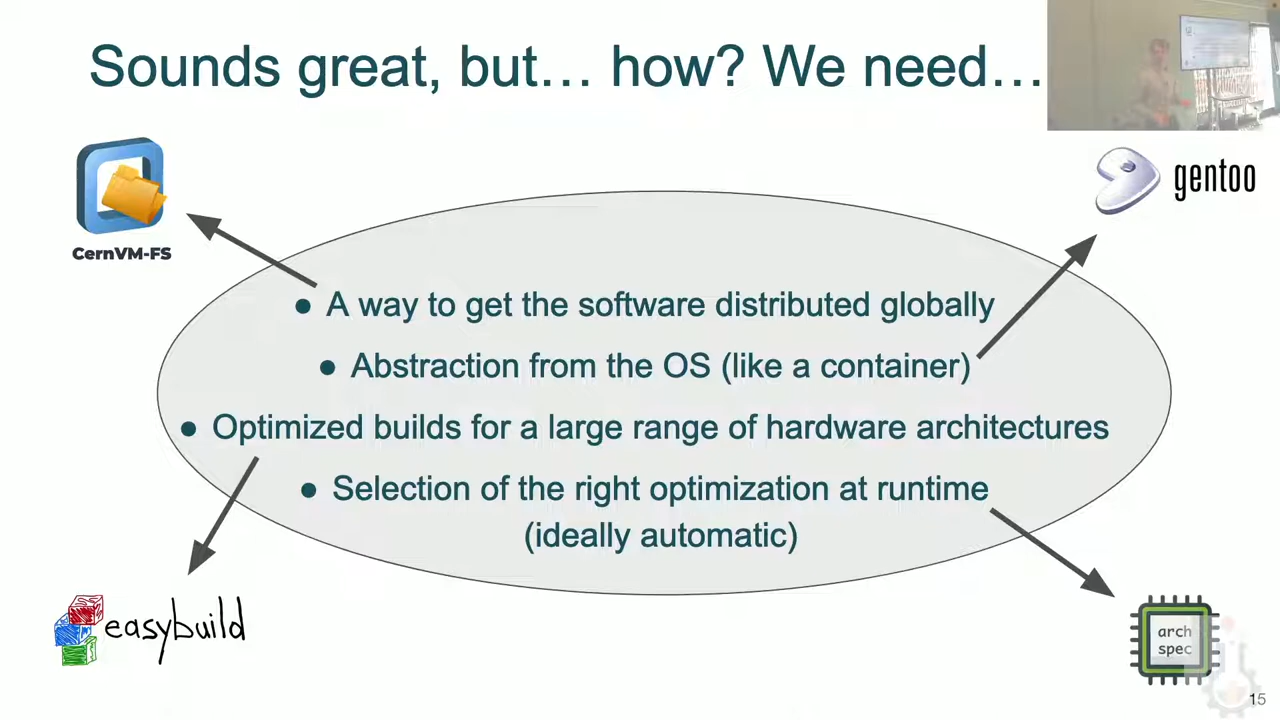 Sounds great, but… how? We need…
CernVM-FS
gentoo
● A way to get the software distributed globally
● Abstraction from the OS (like a container)
● Optimized builds for a large range of hardware architectures
● Selection of the right optimization at runtime
(ideally automatic)
easybuild
arch
spec
15